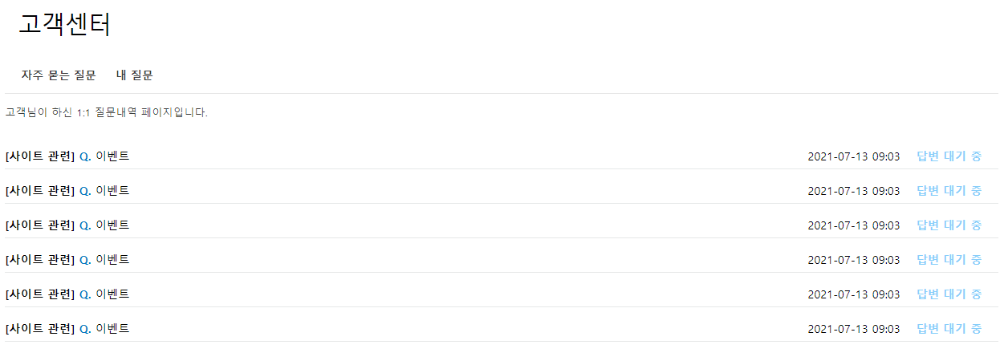 고객센터
자주 묻는 질문 내 질문
고객님이 하신 1:1 질문내역 페이지입니다.
[사이트 관련] Q. 이벤트 2021-07-13 09:03 답변 대기 중
[사이트 관련] Q. 이벤트 2021-07-13 09:03 답변 대기 중
[사이트 관련] Q. 이벤트 2021-07-13 09:03 답변 대기 중
[사이트 관련] Q. 이벤트 2021-07-13 09:03 답변 대기 중
[사이트 관련] Q. 이벤트 2021-07-13 09:03 답변 대기 중
[사이트 관련] Q. 이벤트 2021-07-13 09:03 답변 대기 중